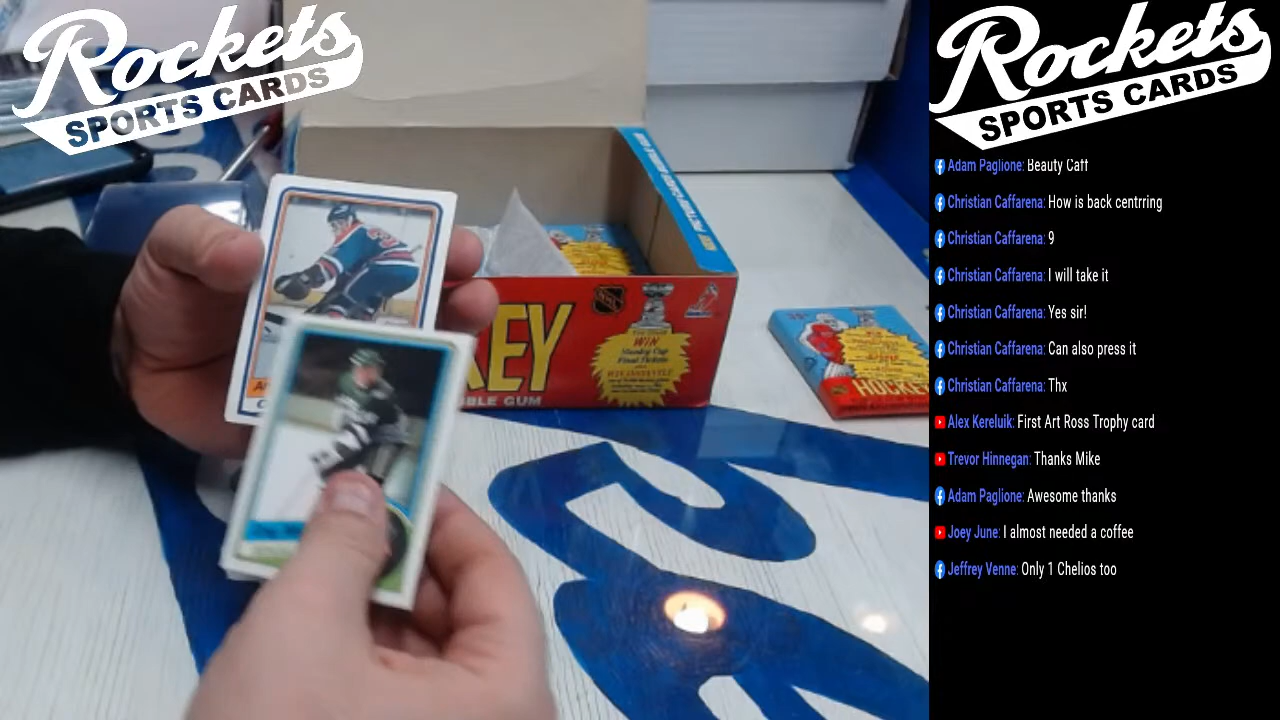 Rockets
SPORTS CARDS
Rockets
SPORTS CARDS
Adam Paglione: Beauty Catt
Christian Caffarena: How is back centrring
Christian Caffarena: 9
Christian Caffarena: I will take it
Christian Caffarena: Yes sir!
Christian Caffarena: Can also press it
Christian Caffarena: Thx
Alex Kereluik: First Art Ross Trophy card
Trevor Hinnegan: Thanks Mike
Adam Paglione: Awesome thanks
Joey June: I almost needed a coffee
Jeffrey Venne: Only 1 Chelios too
WIN
Stanley Cup
Final Tickets
KEY
BBLE GUM
HOCKEY